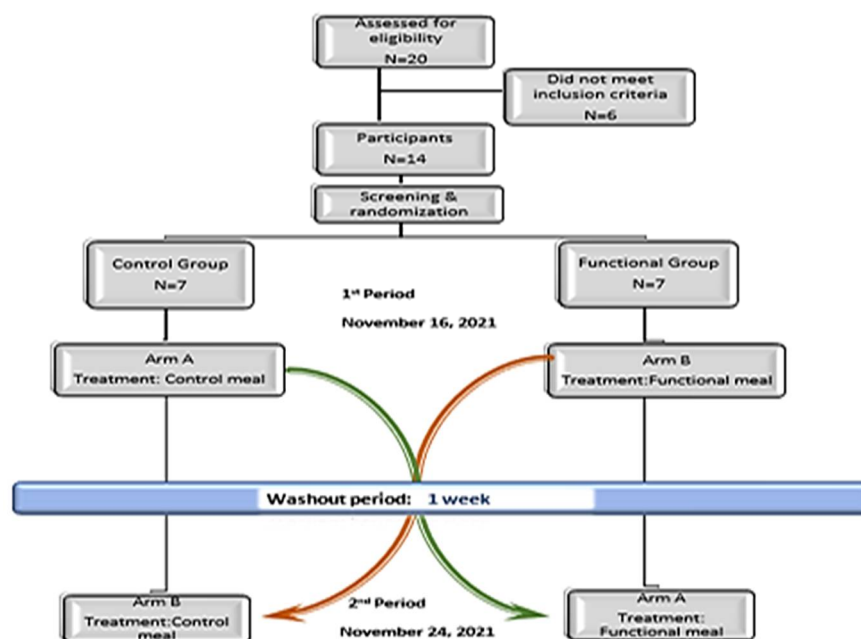 Assessed for
eligibility
N=20
Did not meet
inclusion criteria
N=6
Participants
N=14
Screening &
randomization
Control Group
N=7
Functional Group
N=7
1st Period
November 16, 2021
Arm A
Treatment: Control meal
Arm B
Treatment:Functional meal
Washout period: 1 week
Arm B
Treatment:Control
meal
2nd Period
November 24, 2021
Arm A
Treatment:
Functional meal